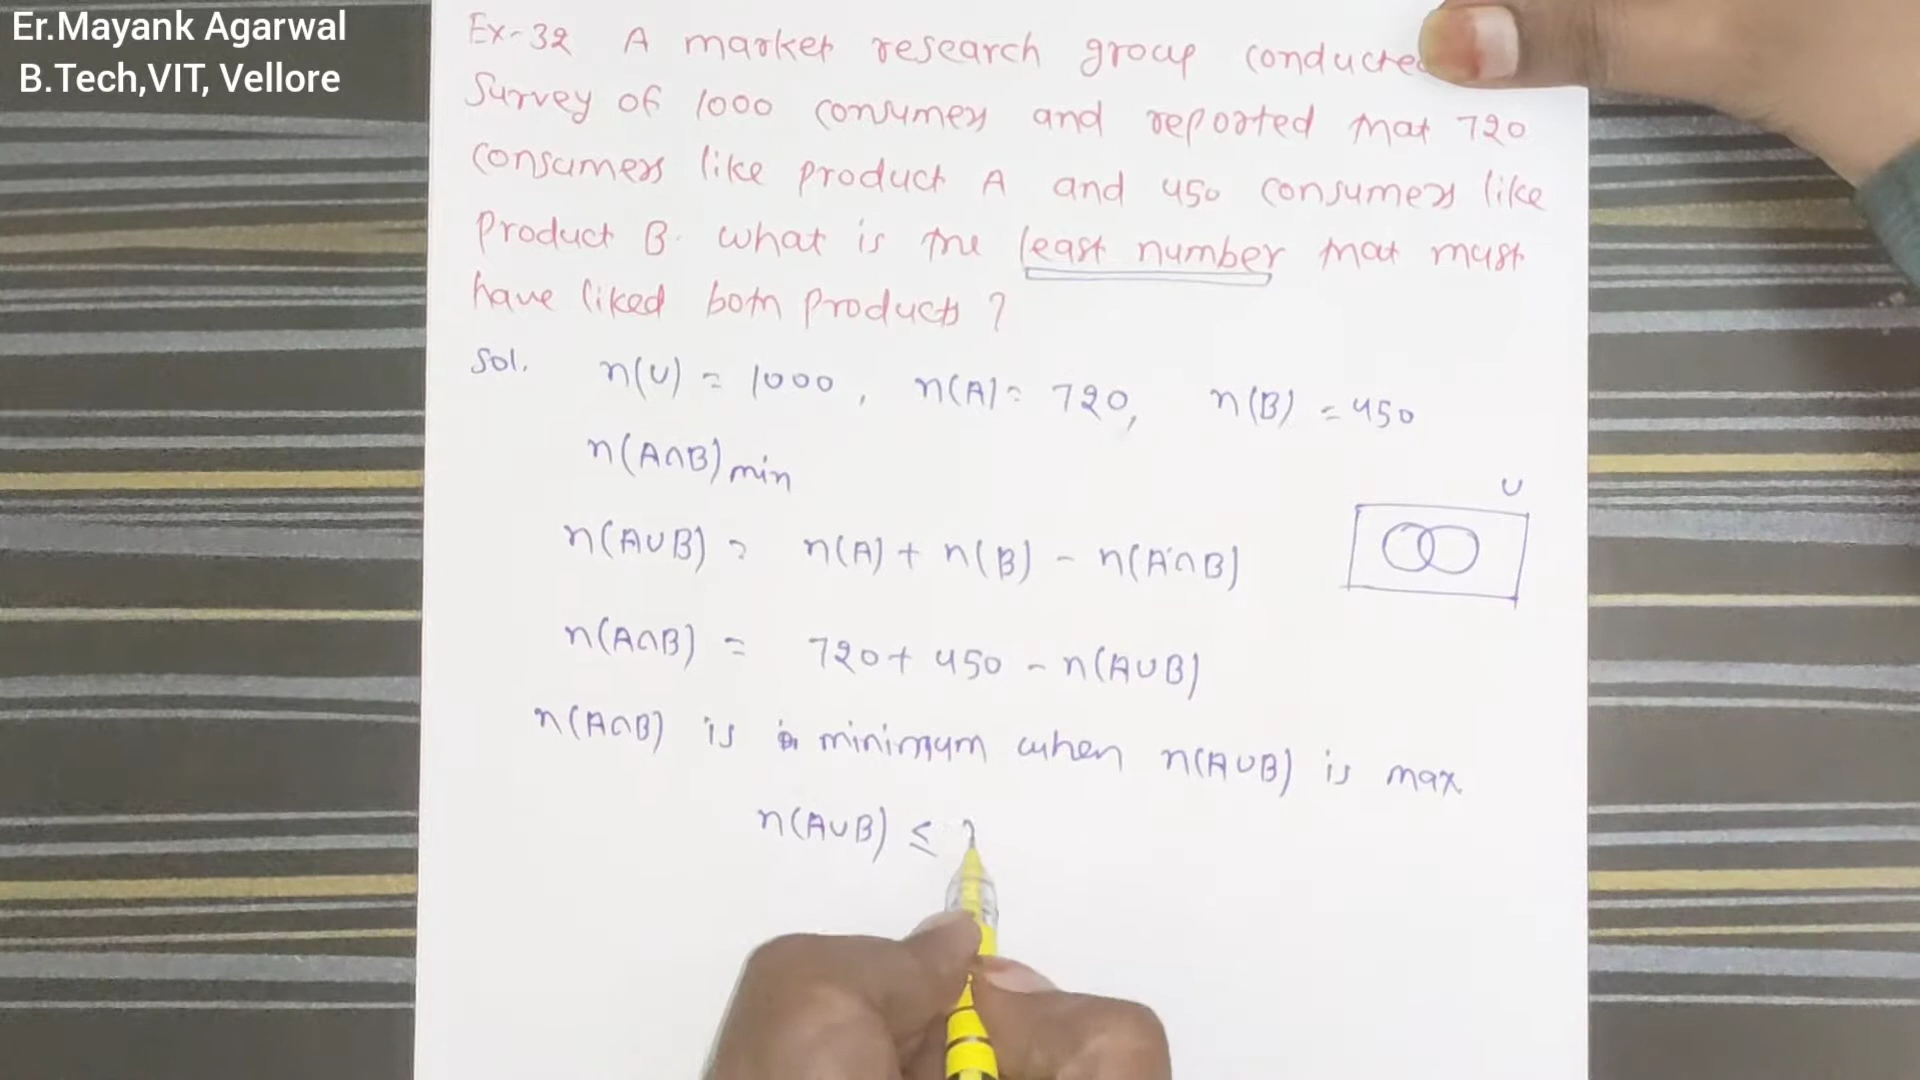 Er.Mayank Agarwal
B.Tech,VIT, Vellore
Ex-32 A market research group conducted
Survey of 1000 consumers and reported that 720
consumers like product A and 450 consumers like
Product B. what is the least number that must
have liked both products ?
Sol. n(U) = 1000, n(A) = 720, n(B) = 450
n(A∩B) min
U
n(A∪B) = n(A) + n(B) - n(A∩B)
n(A∩B) = 720 + 450 - n(A∪B)
n(A∩B) is minimum when n(A∪B) is max
n(A∪B) ≤